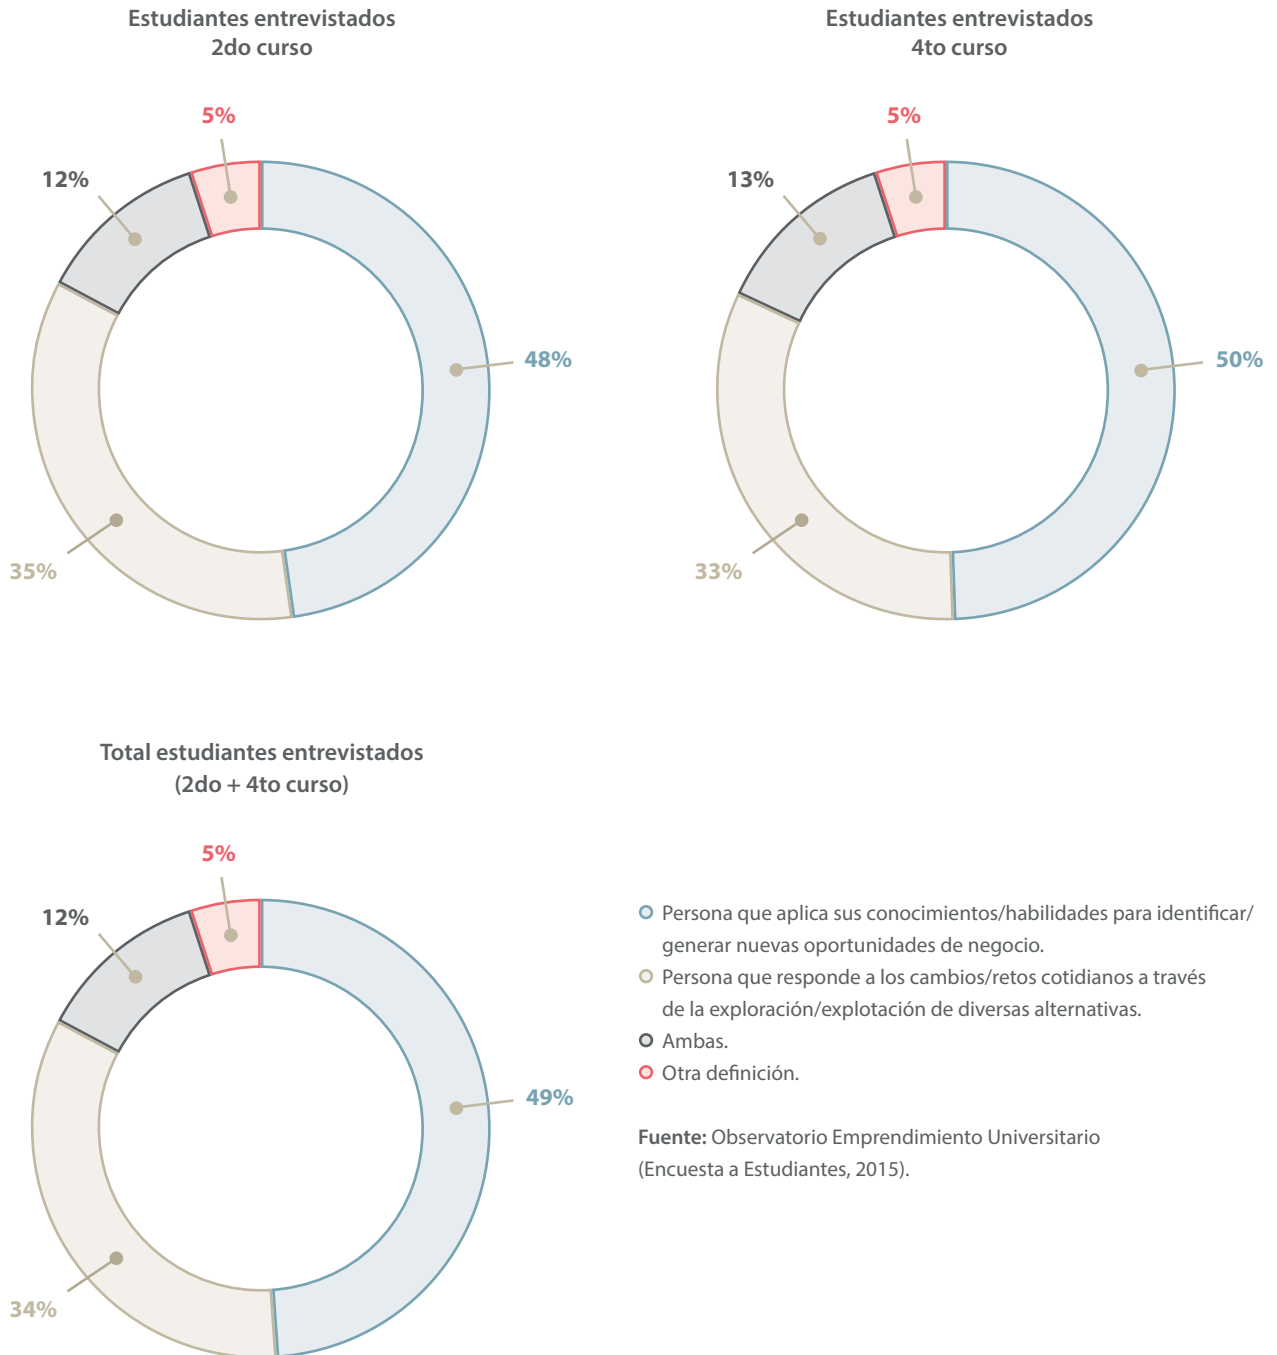 Estudiantes entrevistados
2do curso
5%
12%
48%
35%
Estudiantes entrevistados
4to curso
5%
13%
50%
33%
Total estudiantes entrevistados
(2do + 4to curso)
5%
12%
49%
34%
Persona que aplica sus conocimientos/habilidades para identificar/
generar nuevas oportunidades de negocio.
Persona que responde a los cambios/retos cotidianos a través
de la exploración/explotación de diversas alternativas.
Ambas.
Otra definición.
Fuente: Observatorio Emprendimiento Universitario
(Encuesta a Estudiantes, 2015).